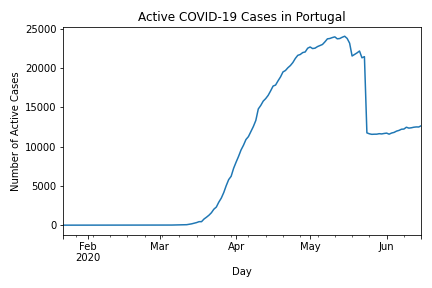 Active COVID-19 Cases in Portugal
Number of Active Cases
25000
20000
15000
10000
5000
0
Feb
2020
Mar
Apr
May
Jun
Day